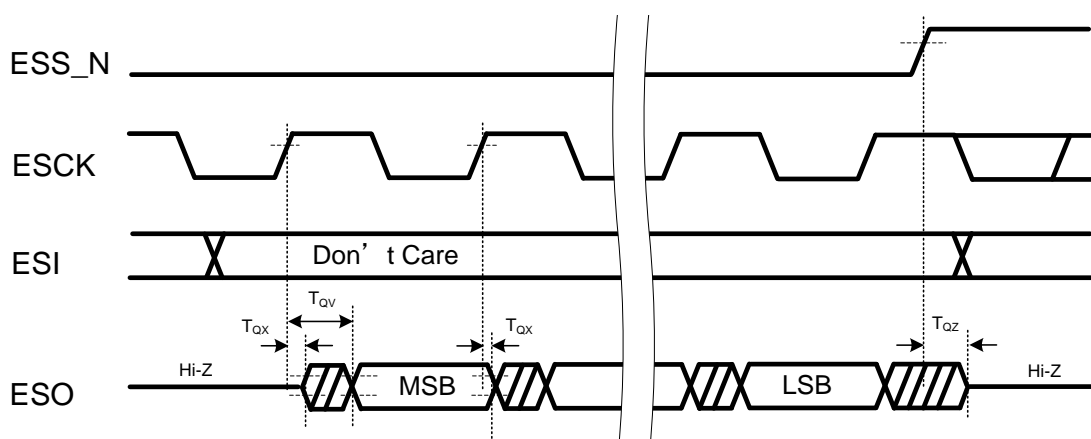 ESS_N
ESCK
ESI
Don’t Care
TQV
TQX
TQX
TQZ
ESO
Hi-Z
MSB
LSB
Hi-Z